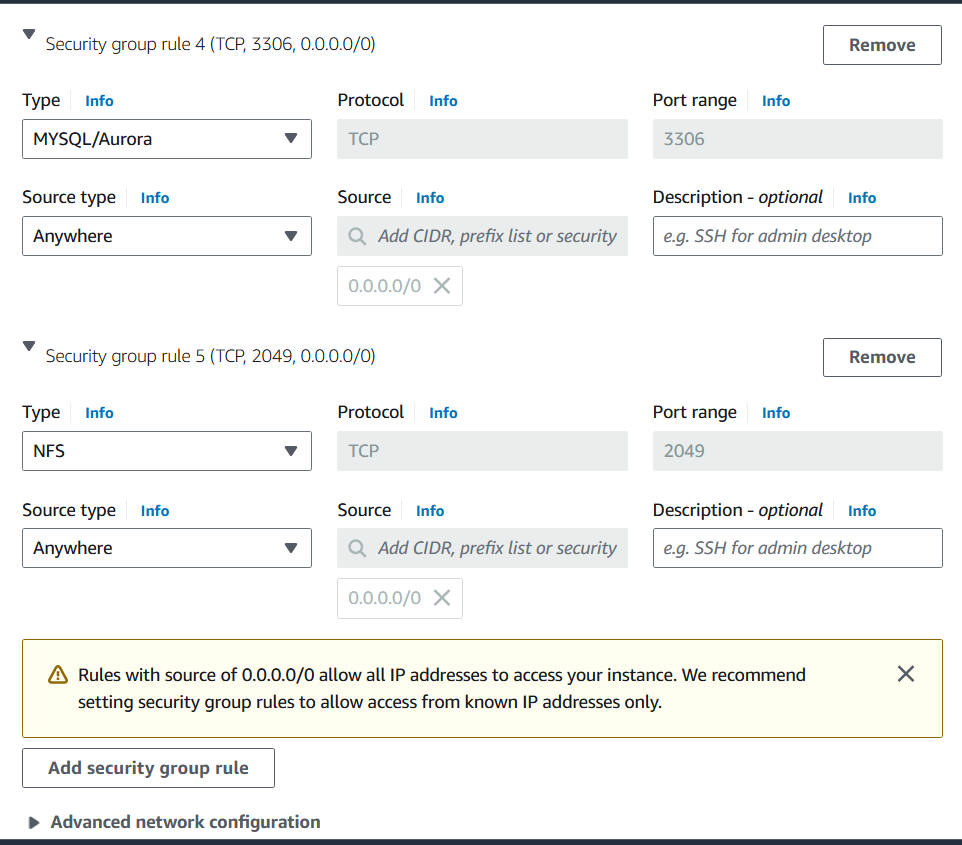 Security group rule 4 (TCP, 3306, 0.0.0.0/0)
Remove
Type Info
Protocol Info
Port range Info
MYSQL/Aurora
TCP
3306
Source type Info
Source Info
Description - optional Info
Anywhere
Add CIDR, prefix list or security
e.g. SSH for admin desktop
0.0.0.0/0
Security group rule 5 (TCP, 2049, 0.0.0.0/0)
Remove
Type Info
Protocol Info
Port range Info
NFS
TCP
2049
Source type Info
Source Info
Description - optional Info
Anywhere
Add CIDR, prefix list or security
e.g. SSH for admin desktop
0.0.0.0/0
Rules with source of 0.0.0.0/0 allow all IP addresses to access your instance. We recommend
setting security group rules to allow access from known IP addresses only.
Add security group rule
Advanced network configuration